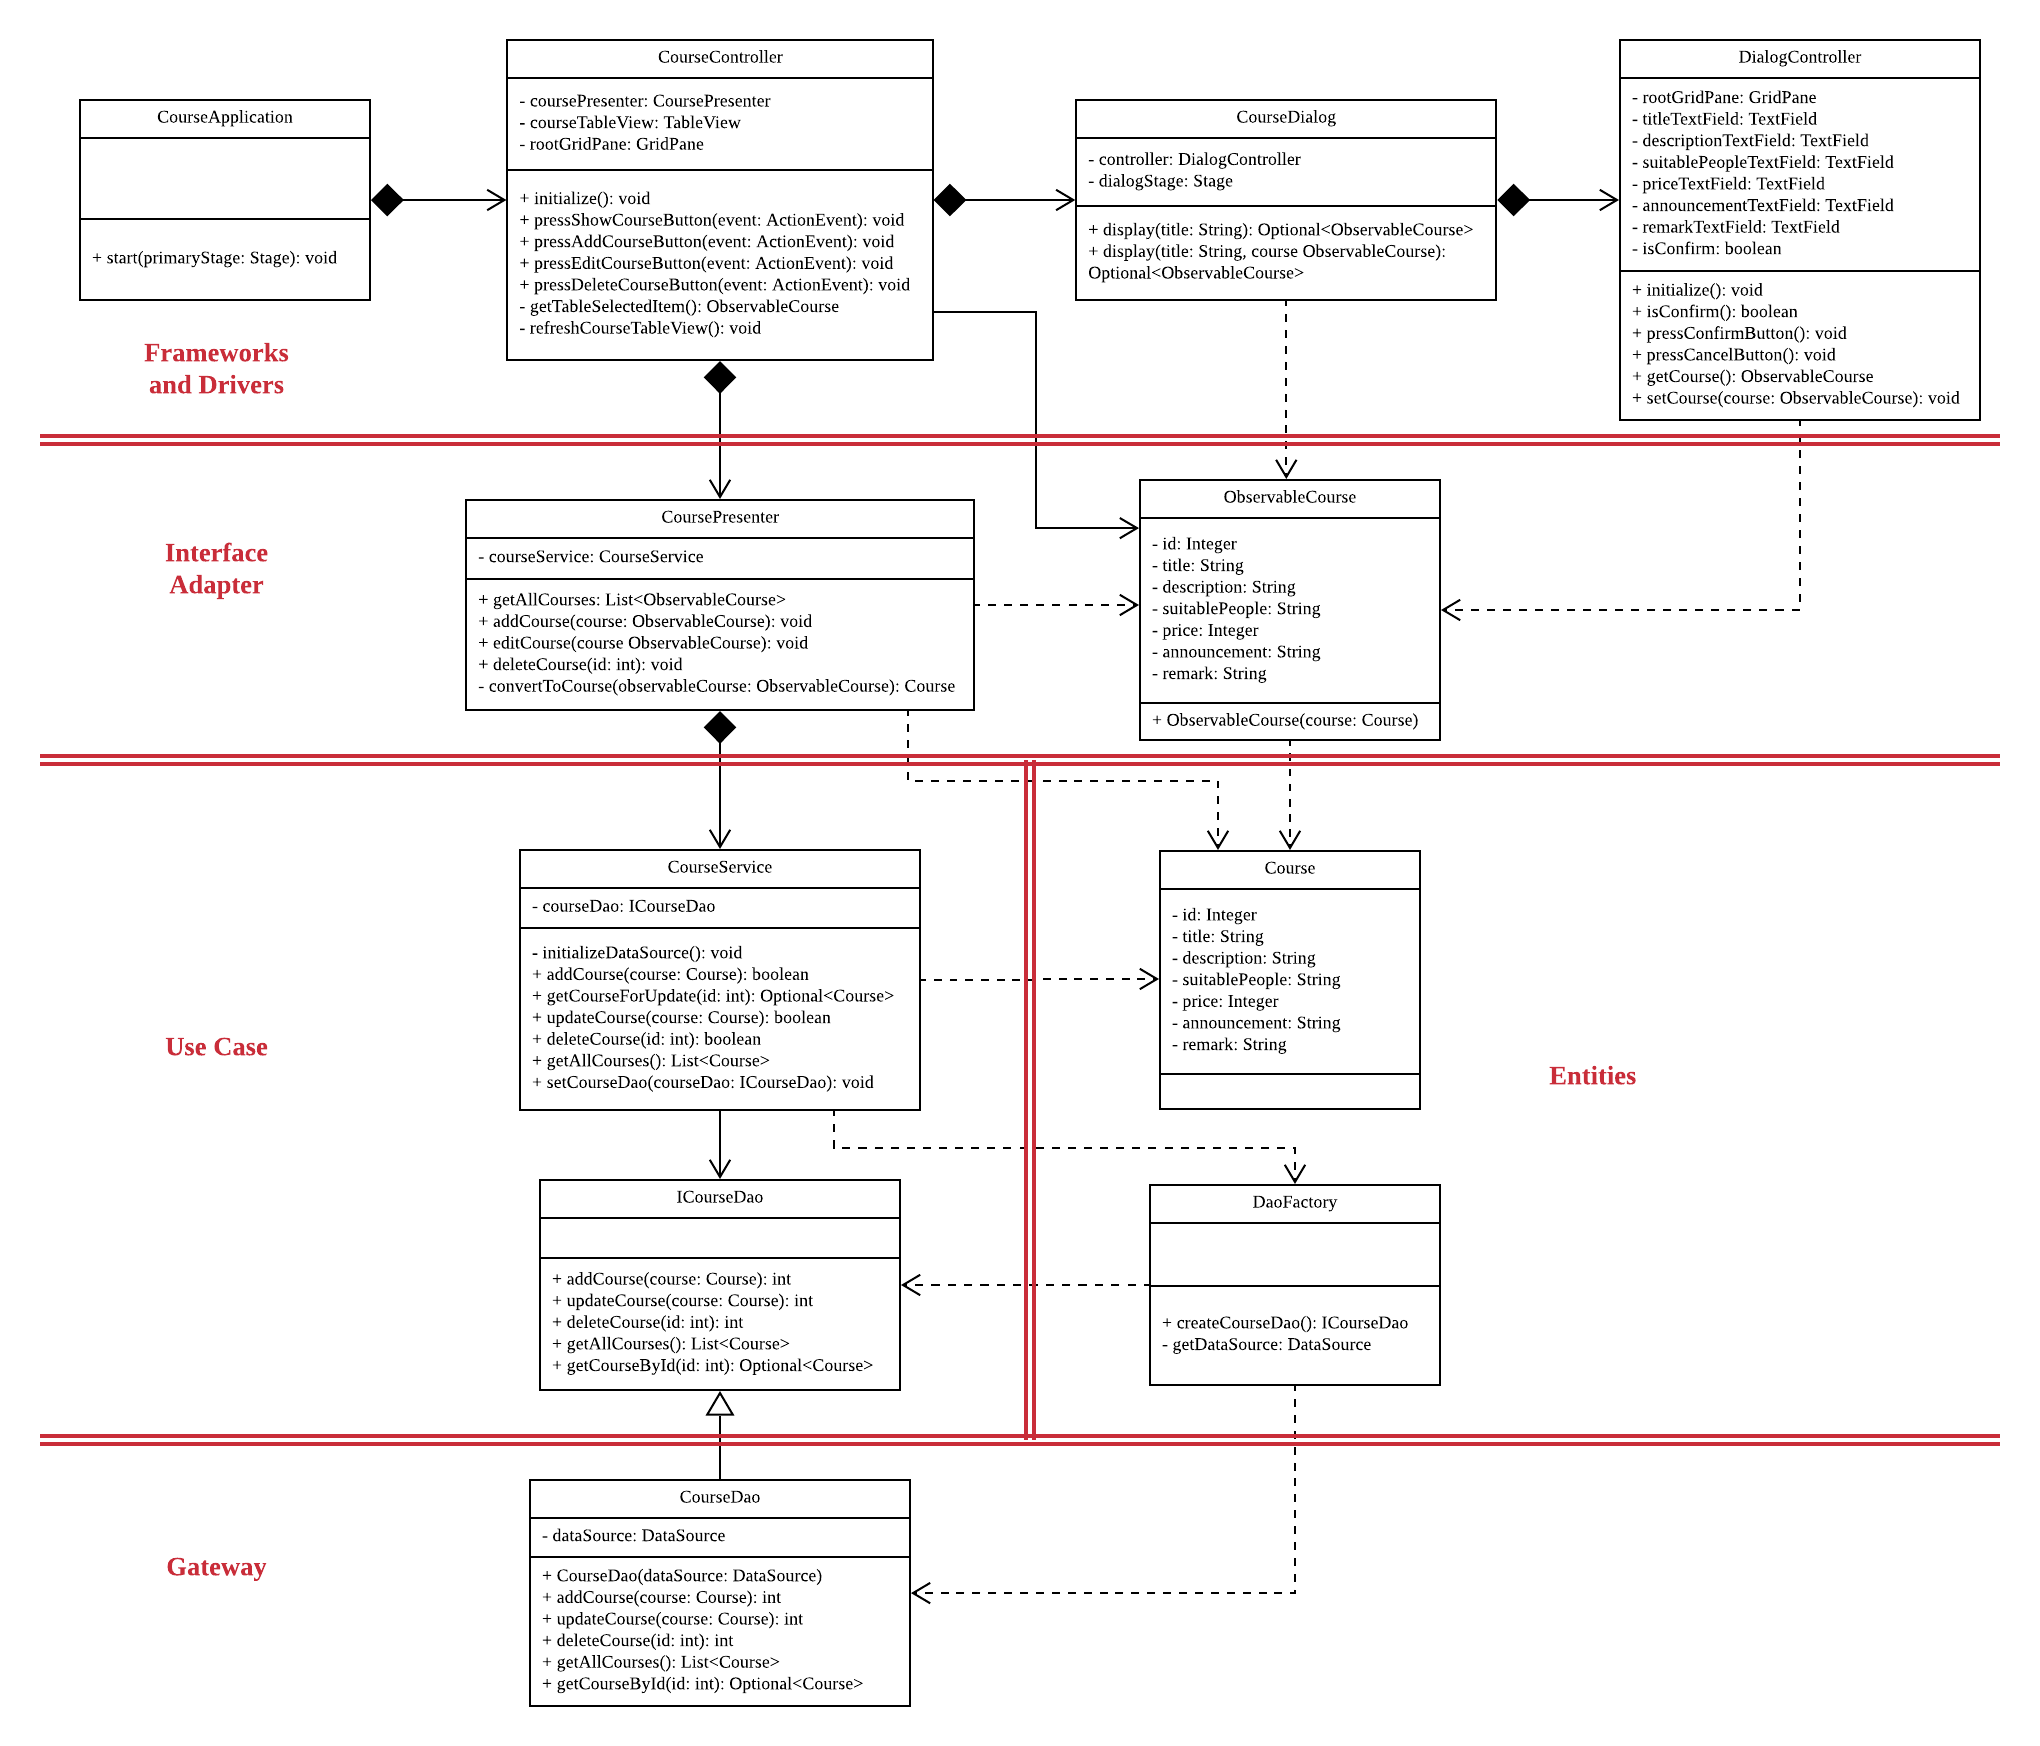 CourseApplication
+ start(primaryStage: Stage): void
CourseController
- coursePresenter: CoursePresenter
- courseTableView: TableView
- rootGridPane: GridPane
+ initialize(): void
+ pressShowCourseButton(event: ActionEvent): void
+ pressAddCourseButton(event: ActionEvent): void
+ pressEditCourseButton(event: ActionEvent): void
+ pressDeleteCourseButton(event: ActionEvent): void
- getTableSelectedItem(): ObservableCourse
- refreshCourseTableView(): void
CourseDialog
- controller: DialogController
- dialogStage: Stage
+ display(title: String): Optional<ObservableCourse>
+ display(title: String, course ObservableCourse):
Optional<ObservableCourse>
DialogController
- rootGridPane: GridPane
- titleTextField: TextField
- descriptionTextField: TextField
- suitablePeopleTextField: TextField
- priceTextField: TextField
- announcementTextField: TextField
- remarkTextField: TextField
- isConfirm: boolean
+ initialize(): void
+ isConfirm(): boolean
+ pressConfirmButton(): void
+ pressCancelButton(): void
+ getCourse(): ObservableCourse
+ setCourse(course: ObservableCourse): void
Frameworks
and Drivers
Interface
Adapter
CoursePresenter
- courseService: CourseService
+ getAllCourses: List<ObservableCourse>
+ addCourse(course: ObservableCourse): void
+ editCourse(course ObservableCourse): void
+ deleteCourse(id: int): void
- convertToCourse(observableCourse: ObservableCourse): Course
ObservableCourse
- id: Integer
- title: String
- description: String
- suitablePeople: String
- price: Integer
- announcement: String
- remark: String
+ ObservableCourse(course: Course)
Use Case
CourseService
- courseDao: ICourseDao
- initializeDataSource(): void
+ addCourse(course: Course): boolean
+ getCourseForUpdate(id: int): Optional<Course>
+ updateCourse(course: Course): boolean
+ deleteCourse(id: int): boolean
+ getAllCourses(): List<Course>
+ setCourseDao(courseDao: ICourseDao): void
Course
- id: Integer
- title: String
- description: String
- suitablePeople: String
- price: Integer
- announcement: String
- remark: String
Entities
ICourseDao
+ addCourse(course: Course): int
+ updateCourse(course: Course): int
+ deleteCourse(id: int): int
+ getAllCourses(): List<Course>
+ getCourseById(id: int): Optional<Course>
DaoFactory
+ createCourseDao(): ICourseDao
- getDataSource: DataSource
Gateway
CourseDao
- dataSource: DataSource
+ CourseDao(dataSource: DataSource)
+ addCourse(course: Course): int
+ updateCourse(course: Course): int
+ deleteCourse(id: int): int
+ getAllCourses(): List<Course>
+ getCourseById(id: int): Optional<Course>